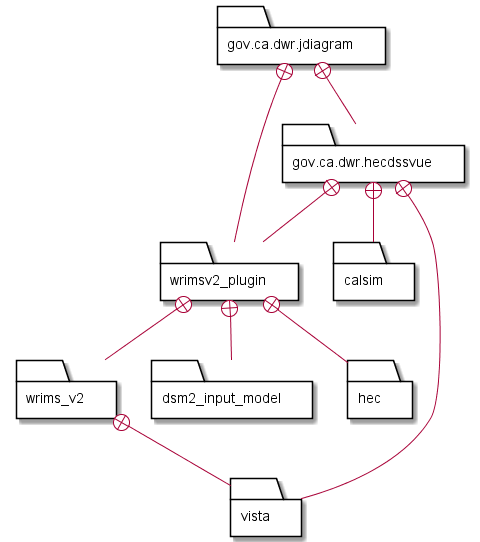 gov.ca.dwr.jdiagram
gov.ca.dwr.hecdssvue
wrimsv2_plugin
calsim
wrims_v2
dsm2_input_model
hec
vista